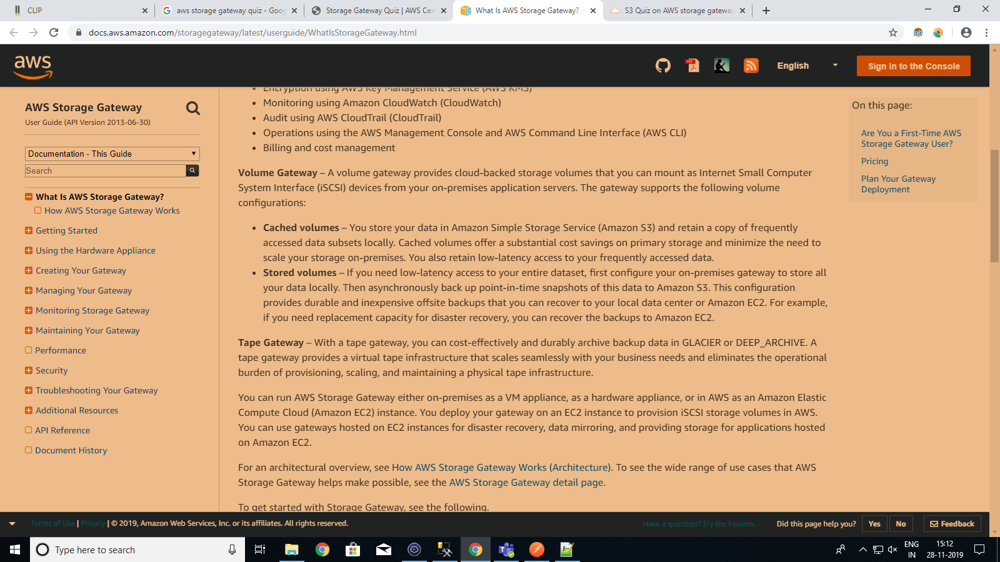 CLIP
aws storage gateway quiz - Goog
Storage Gateway Quiz | AWS Cert
What Is AWS Storage Gateway? -
S3 Quiz on AWS storage gateway
docs.aws.amazon.com/storagegateway/latest/userguide/WhatIsStorageGateway.html
aws
PDF
English
Sign In to the Console
AWS Storage Gateway
User Guide (API Version 2013-06-30)
Documentation - This Guide
Search
What Is AWS Storage Gateway?
How AWS Storage Gateway Works
Getting Started
Using the Hardware Appliance
Creating Your Gateway
Managing Your Gateway
Monitoring Storage Gateway
Maintaining Your Gateway
Performance
Security
Troubleshooting Your Gateway
Additional Resources
API Reference
Document History
Encryption using AWS Key Management Service (AWS KMS)
Monitoring using Amazon CloudWatch (CloudWatch)
Audit using AWS CloudTrail (CloudTrail)
Operations using the AWS Management Console and AWS Command Line Interface (AWS CLI)
Billing and cost management
Volume Gateway – A volume gateway provides cloud-backed storage volumes that you can mount as Internet Small Computer
System Interface (iSCSI) devices from your on-premises application servers. The gateway supports the following volume
configurations:
Cached volumes – You store your data in Amazon Simple Storage Service (Amazon S3) and retain a copy of frequently
accessed data subsets locally. Cached volumes offer a substantial cost savings on primary storage and minimize the need to
scale your storage on-premises. You also retain low-latency access to your frequently accessed data.
Stored volumes – If you need low-latency access to your entire dataset, first configure your on-premises gateway to store all
your data locally. Then asynchronously back up point-in-time snapshots of this data to Amazon S3. This configuration
provides durable and inexpensive offsite backups that you can recover to your local data center or Amazon EC2. For example,
if you need replacement capacity for disaster recovery, you can recover the backups to Amazon EC2.
Tape Gateway – With a tape gateway, you can cost-effectively and durably archive backup data in GLACIER or DEEP_ARCHIVE. A
tape gateway provides a virtual tape infrastructure that scales seamlessly with your business needs and eliminates the operational
burden of provisioning, scaling, and maintaining a physical tape infrastructure.
You can run AWS Storage Gateway either on-premises as a VM appliance, as a hardware appliance, or in AWS as an Amazon Elastic
Compute Cloud (Amazon EC2) instance. You deploy your gateway on an EC2 instance to provision iSCSI storage volumes in AWS.
You can use gateways hosted on EC2 instances for disaster recovery, data mirroring, and providing storage for applications hosted
on Amazon EC2.
For an architectural overview, see How AWS Storage Gateway Works (Architecture). To see the wide range of use cases that AWS
Storage Gateway helps make possible, see the AWS Storage Gateway detail page.
To get started with Storage Gateway, see the following.
On this page:
Are You a First-Time AWS
Storage Gateway User?
Pricing
Plan Your Gateway
Deployment
Terms of Use | Privacy | © 2019, Amazon Web Services, Inc. or its affiliates. All rights reserved.
Have a question? Try the Forums.
Did this page help you?
Yes
No
Feedback
Type here to search
ENG
IN
15:12
28-11-2019